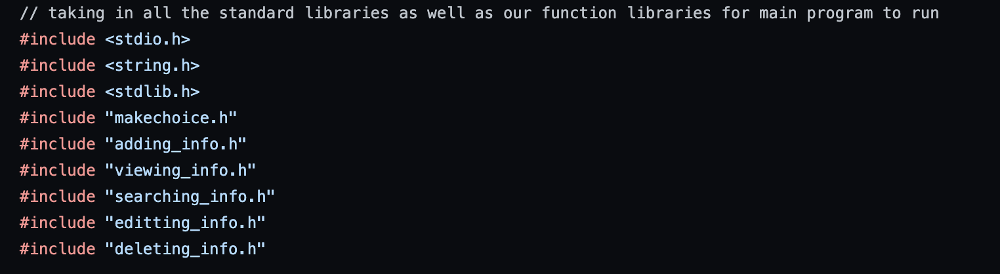 // taking in all the standard libraries as well as our function libraries for main program to run
#include <stdio.h>
#include <string.h>
#include <stdlib.h>
#include "makechoice.h"
#include "adding_info.h"
#include "viewing_info.h"
#include "searching_info.h"
#include "editting_info.h"
#include "deleting_info.h"